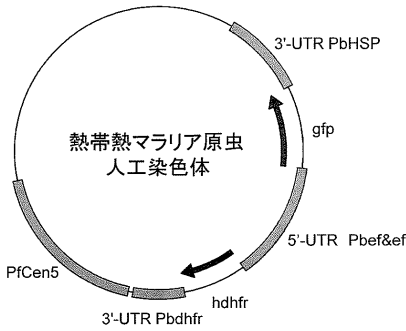 3'-UTR PbHSP
熱帯熱マラリア原虫
人工染色体
gfp
5'-UTR Pbef&ef
PfCen5
hdhfr
3'-UTR Pbdhfr